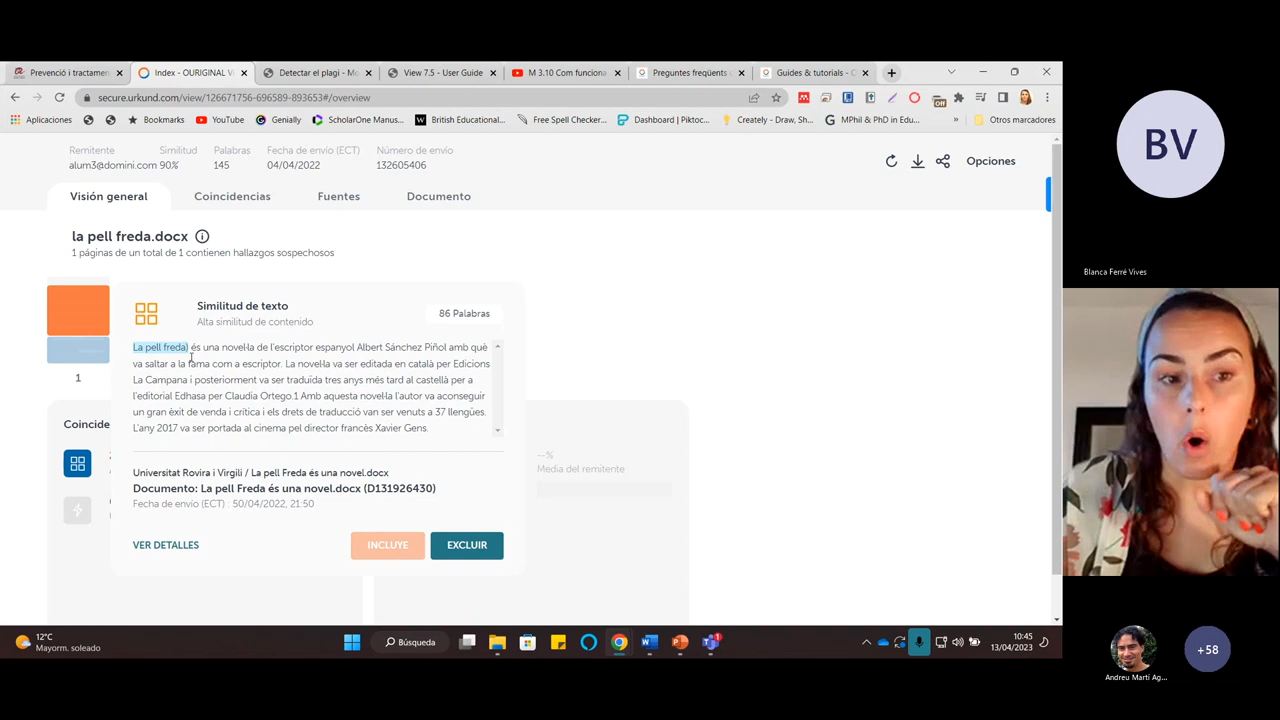 Prevenció i tractamen
Index - OURIGINAL Vi
Detectar el plagi - Mo
View 7.5 - User Guide
M 3.10 Com funciona
Preguntes freqüents
Guides & tutorials - C
secure.urkund.com/view/126671756-696589-893653#/overview
Aplicaciones
Bookmarks
YouTube
Genially
ScholarOne Manus...
British Educational...
Free Spell Checker...
Dashboard | Piktoc...
Creately - Draw, Sh...
MPhil & PhD in Edu...
Off
»
Otros marcadores
Remitente Similitud Palabras Fecha de envío (ECT) Número de envío
alum3@domini.com 90% 145 04/04/2022 132605406
Opciones
Visión general Coincidencias Fuentes Documento
la pell freda.docx
1 páginas de un total de 1 contienen hallazgos sospechosos
Similitud de texto
Alta similitud de contenido
86 Palabras
La pell freda) és una novel·la de l'escriptor espanyol Albert Sánchez Piñol amb què
va saltar a la fama com a escriptor. La novel·la va ser editada en català per Edicions
La Campana i posteriorment va ser traduïda tres anys més tard al castellà per a
l'editorial Edhasa per Claudia Ortego.1 Amb aquesta novel·la l'autor va aconseguir
un gran èxit de venda i crítica i els drets de traducció van ser venuts a 37 llengües.
L'any 2017 va ser portada al cinema pel director francès Xavier Gens.
1
Coincide
--%
Media del remitente
Universitat Rovira i Virgili / La pell Freda és una novel.docx
Documento: La pell Freda és una novel.docx (D131926430)
Fecha de envío (ECT) : 50/04/2022, 21:50
VER DETALLES
INCLUYE
EXCLUIR
12°C
Mayorm. soleado
Búsqueda
1
10:45
13/04/2023
BV
Blanca Ferré Vives
Andreu Martí Ag...
+58